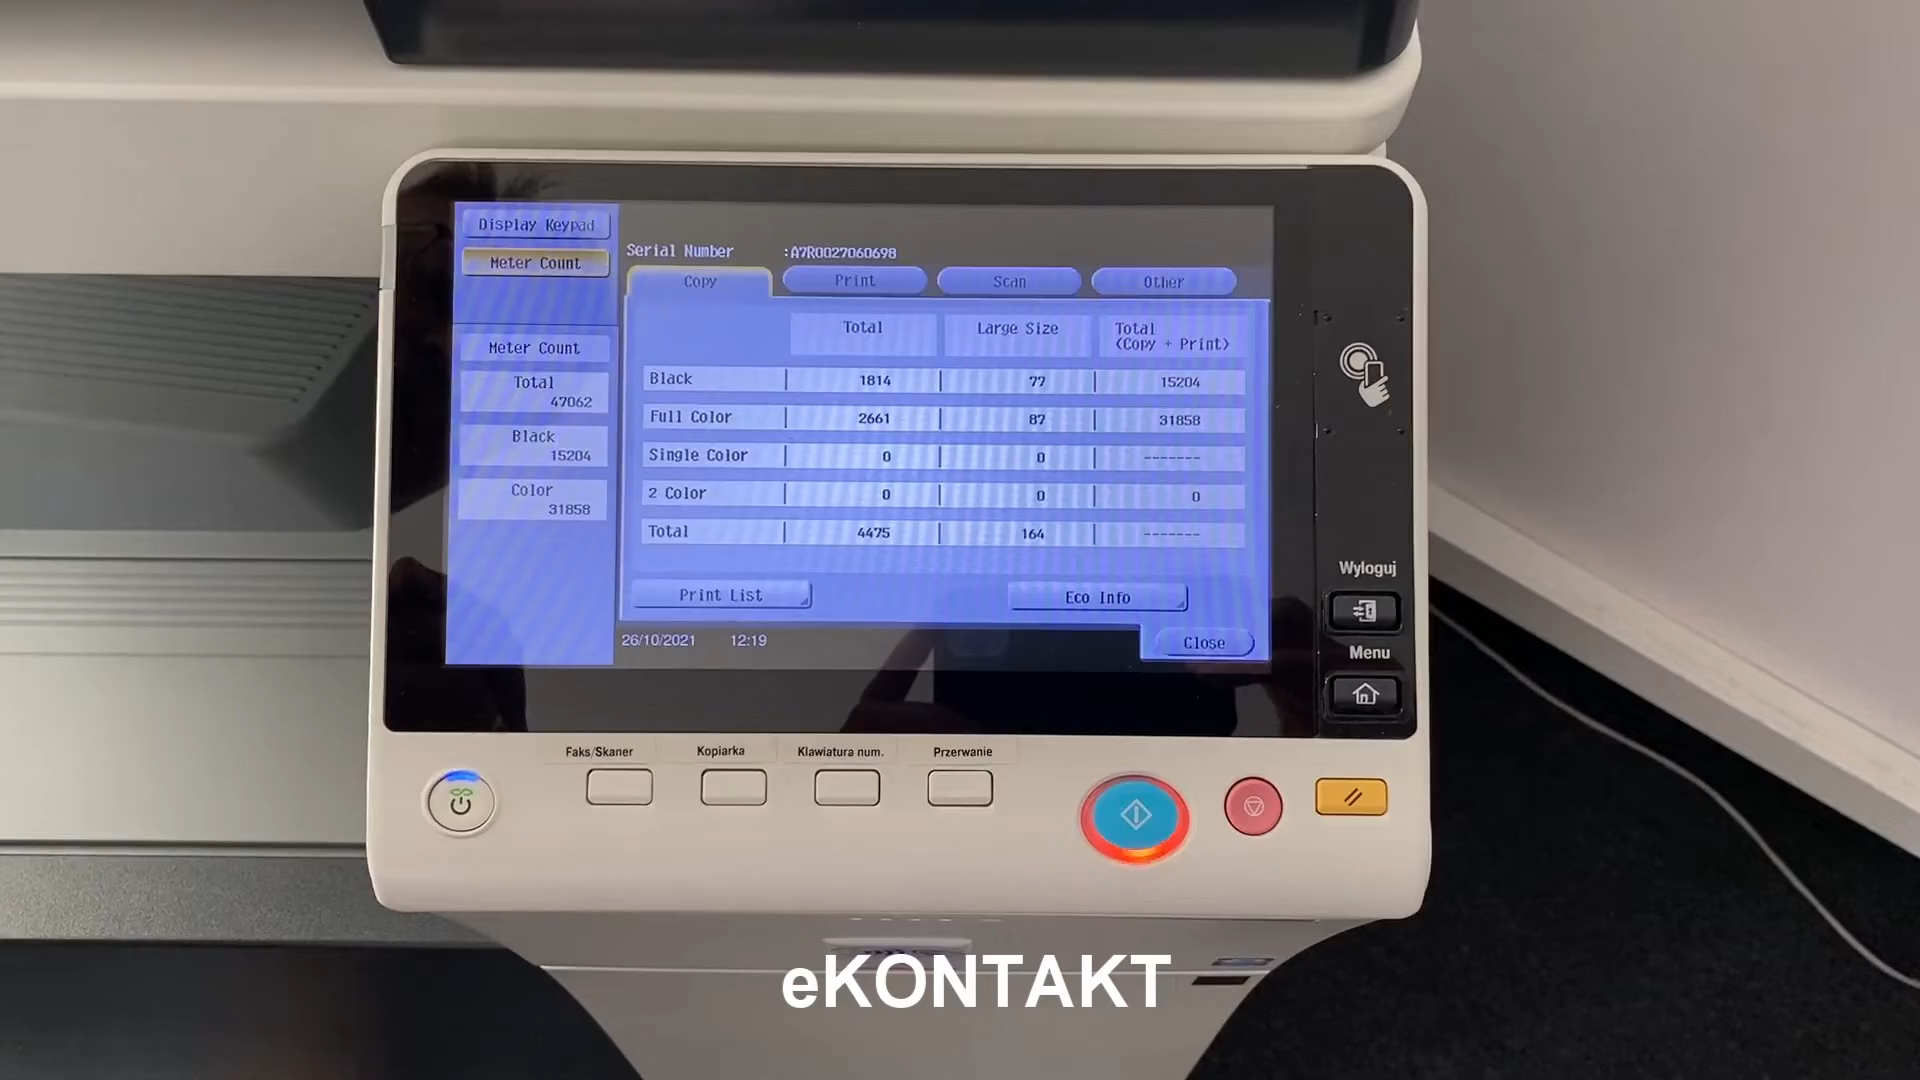 Display Keypad
Meter Count
Serial Number :A7R0027060698
Copy Print Scan Other
Total Large Size Total
(Copy + Print)
Meter Count
Total
47062
Black
15204
Color
31858
Black 1814 77 15204
Full Color 2661 87 31858
Single Color 0 0 -------
2 Color 0 0 0
Total 4475 164 -------
Print List Eco Info
26/10/2021 12:19 Close
Wyloguj
Menu
Faks/Skaner Kopiarka Klawiatura num. Przerwanie
eKONTAKT